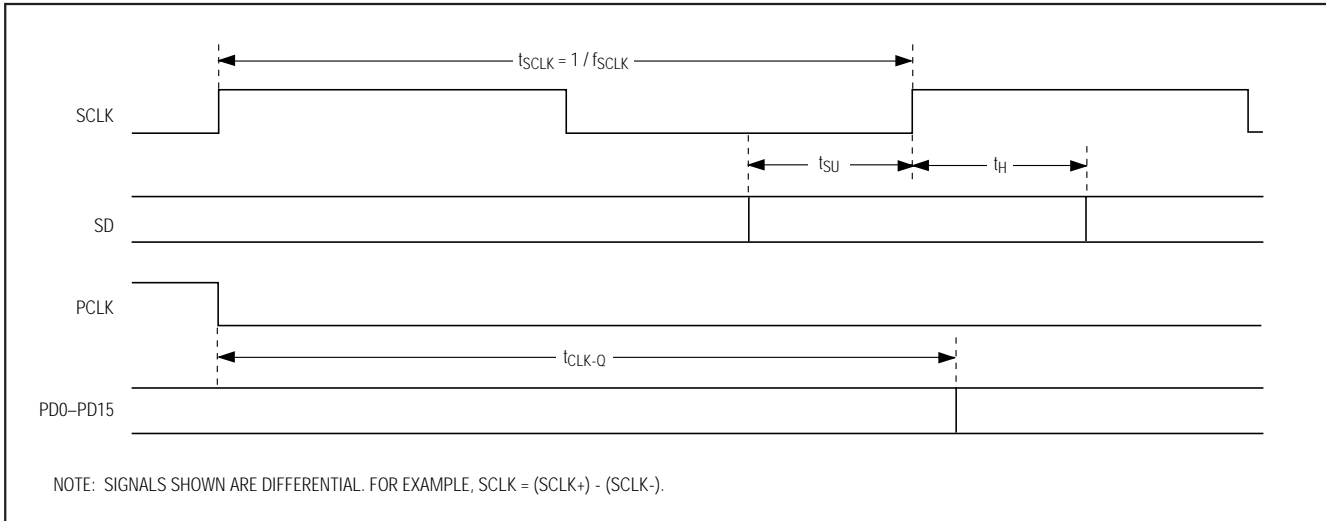 tSCLK = 1 / fSCLK
SCLK
tSU
tH
SD
PCLK
tCLK-Q
PD0–PD15
NOTE: SIGNALS SHOWN ARE DIFFERENTIAL. FOR EXAMPLE, SCLK = (SCLK+) - (SCLK-).